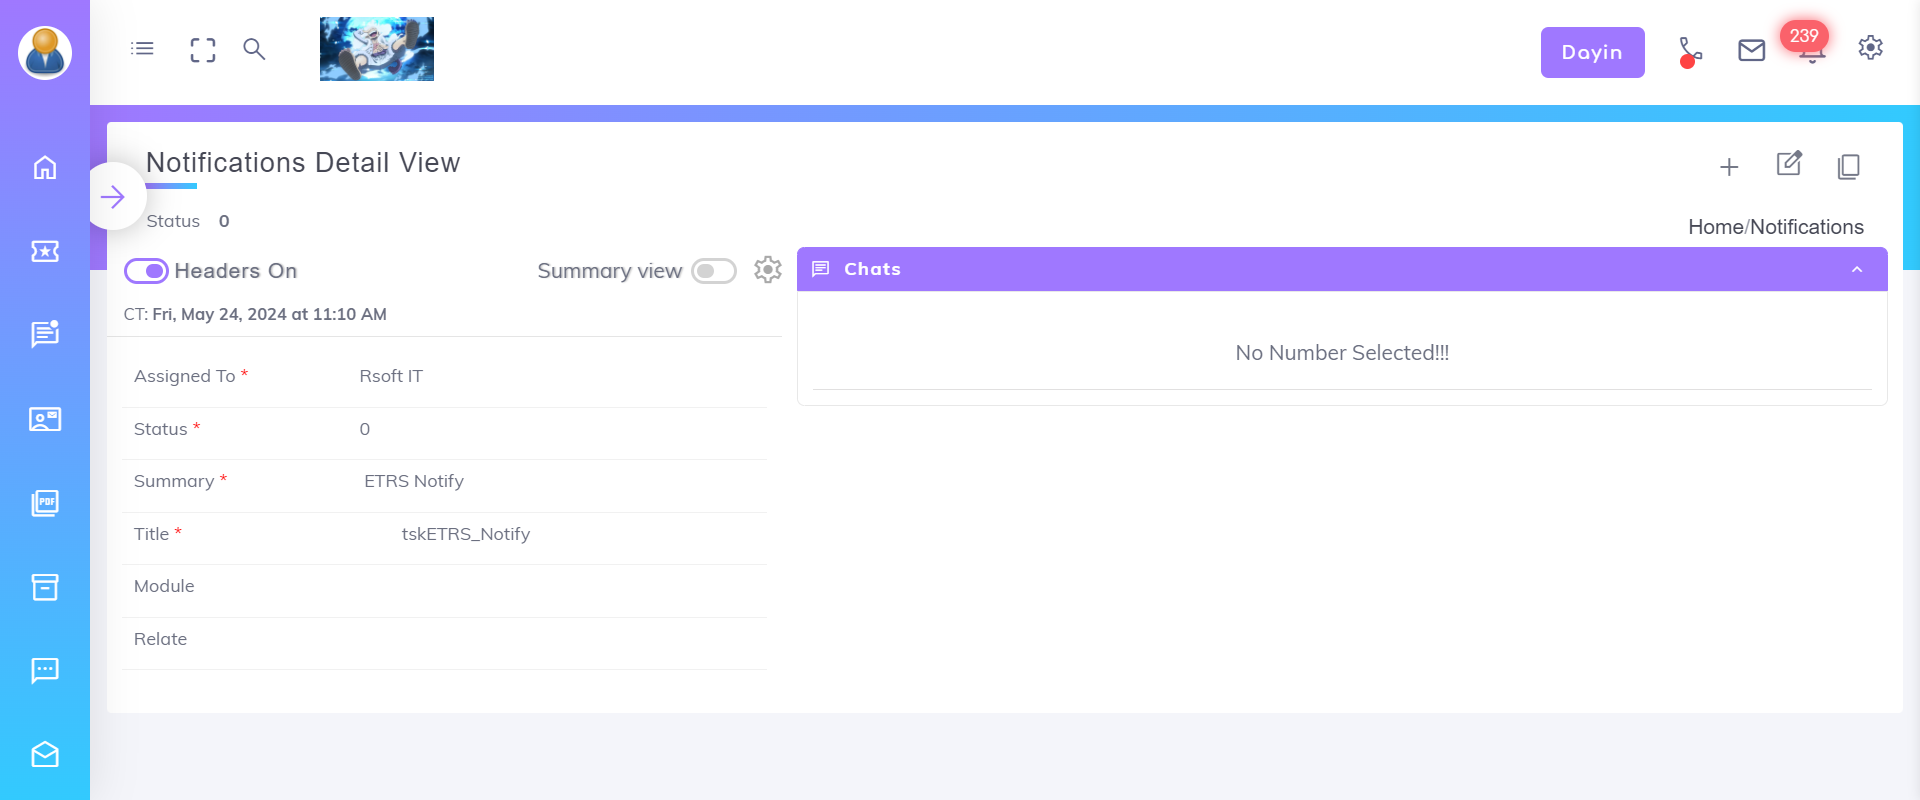 Dayin
239
Notifications Detail View
Status 0
Home/Notifications
Headers On
Summary view
Chats
CT: Fri, May 24, 2024 at 11:10 AM
No Number Selected!!!
Assigned To * Rsoft IT
Status * 0
Summary * ETRS Notify
Title * tskETRS_Notify
Module
Relate
PDF